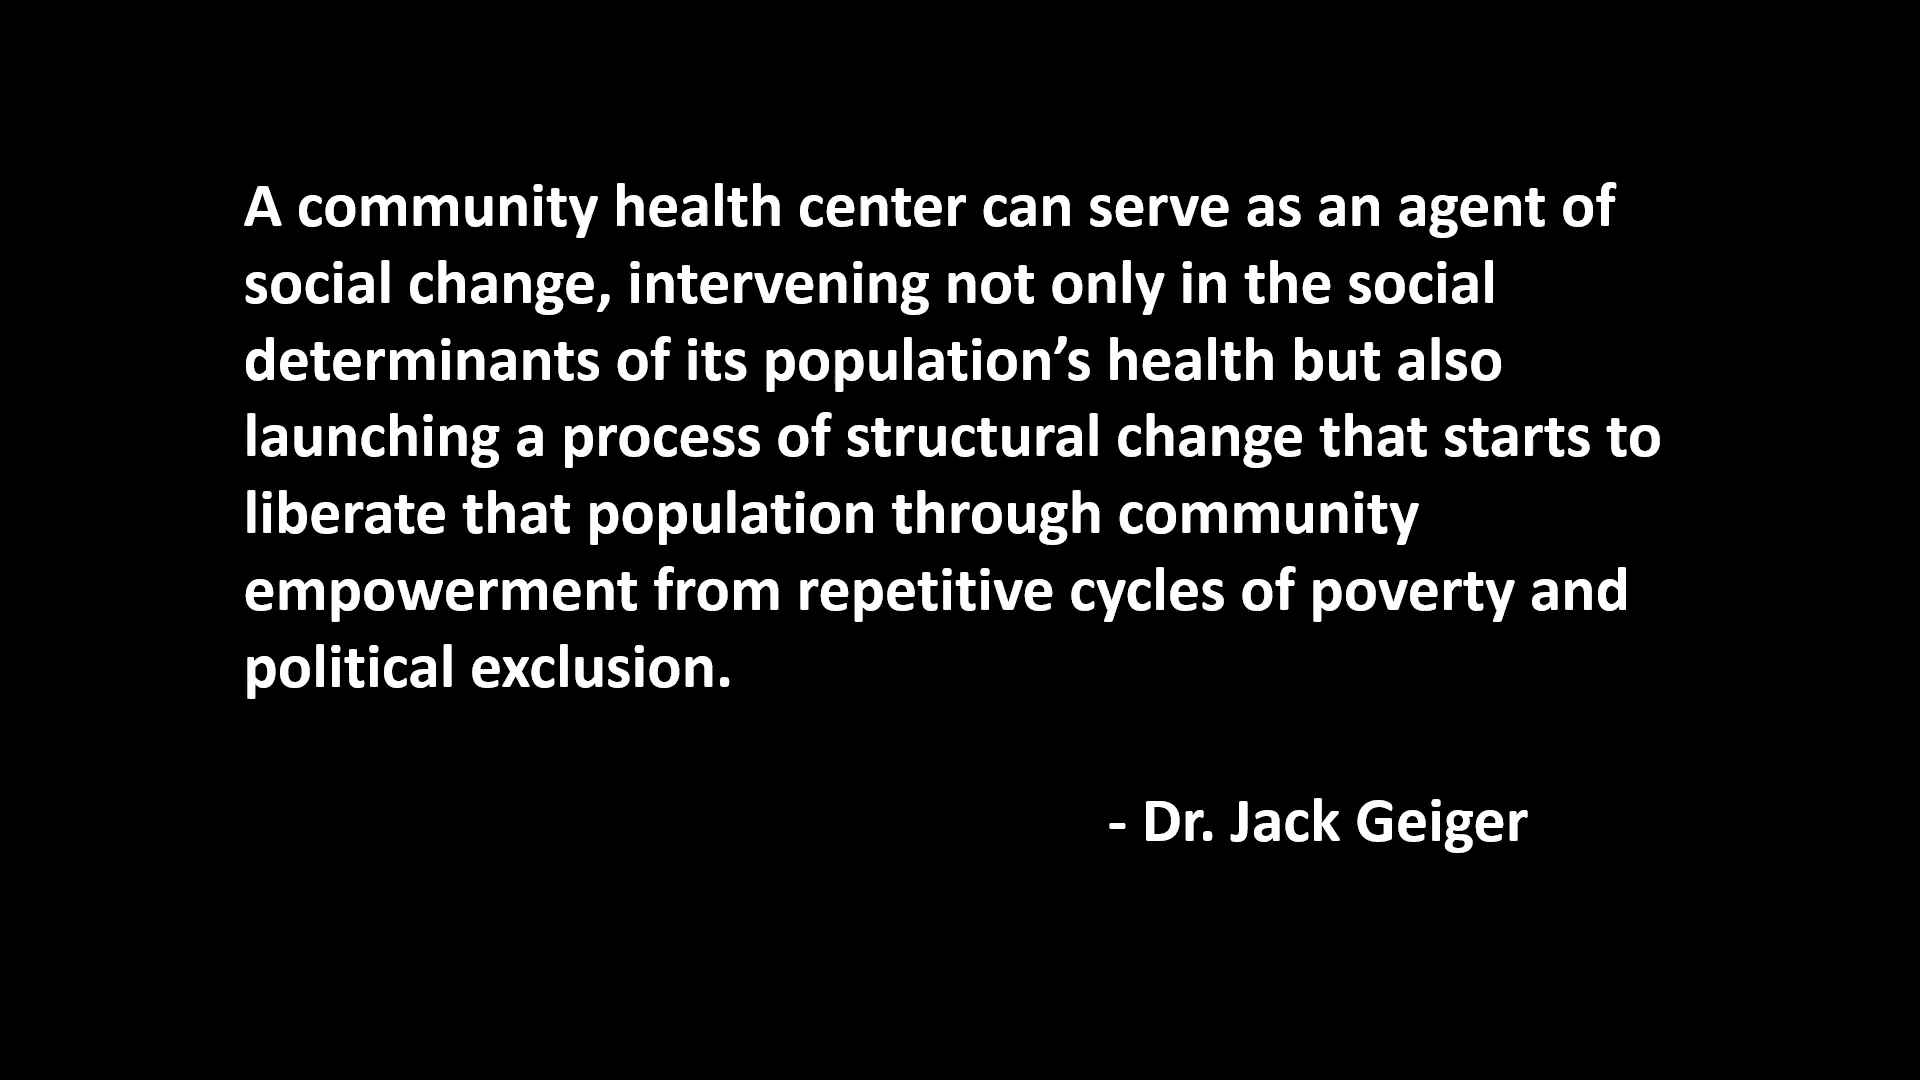 A community health center can serve as an agent of
social change, intervening not only in the social
determinants of its population’s health but also
launching a process of structural change that starts to
liberate that population through community
empowerment from repetitive cycles of poverty and
political exclusion.
- Dr. Jack Geiger